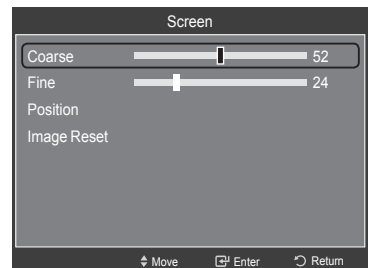 Screen
Coarse 52
Fine 24
Position
Image Reset
Move Enter Return